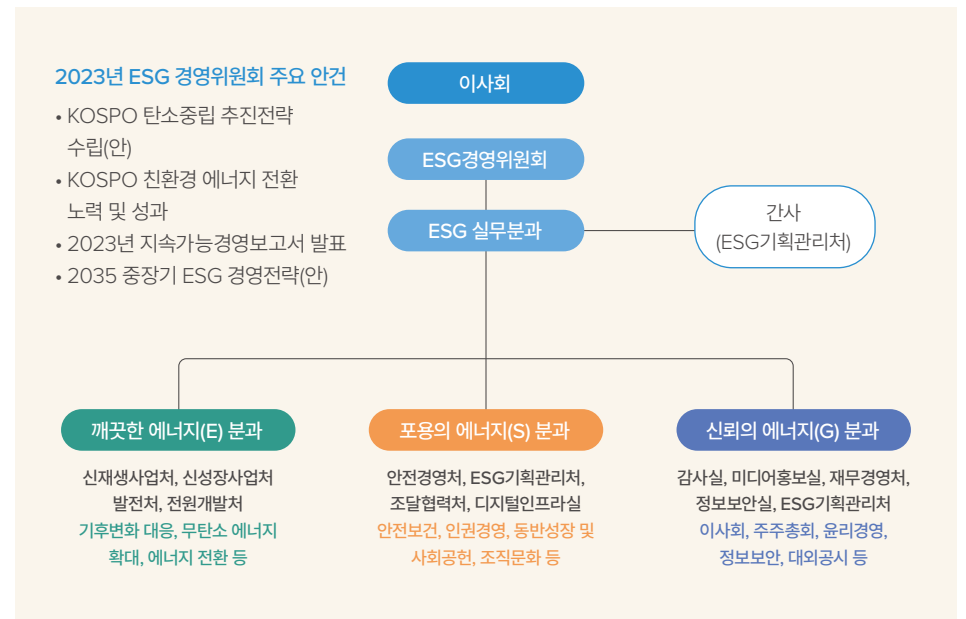 2023년 ESG 경영위원회 주요 안건
• KOSPO 탄소중립 추진전략
수립(안)
• KOSPO 친환경 에너지 전환
노력 및 성과
• 2023년 지속가능경영보고서 발표
• 2035 중장기 ESG 경영전략(안)
이사회
ESG경영위원회
ESG 실무분과
간사
(ESG기획관리처)
깨끗한 에너지(E) 분과
신재생사업처, 신성장사업처
발전처, 전원개발처
기후변화 대응, 무탄소 에너지
확대, 에너지 전환 등
포용의 에너지(S) 분과
안전경영처, ESG기획관리처,
조달협력처, 디지털인프라실
안전보건, 인권경영, 동반성장 및
사회공헌, 조직문화 등
신뢰의 에너지(G) 분과
감사실, 미디어홍보실, 재무경영처,
정보보안실, ESG기획관리처
이사회, 주주총회, 윤리경영,
정보보안, 대외공시 등